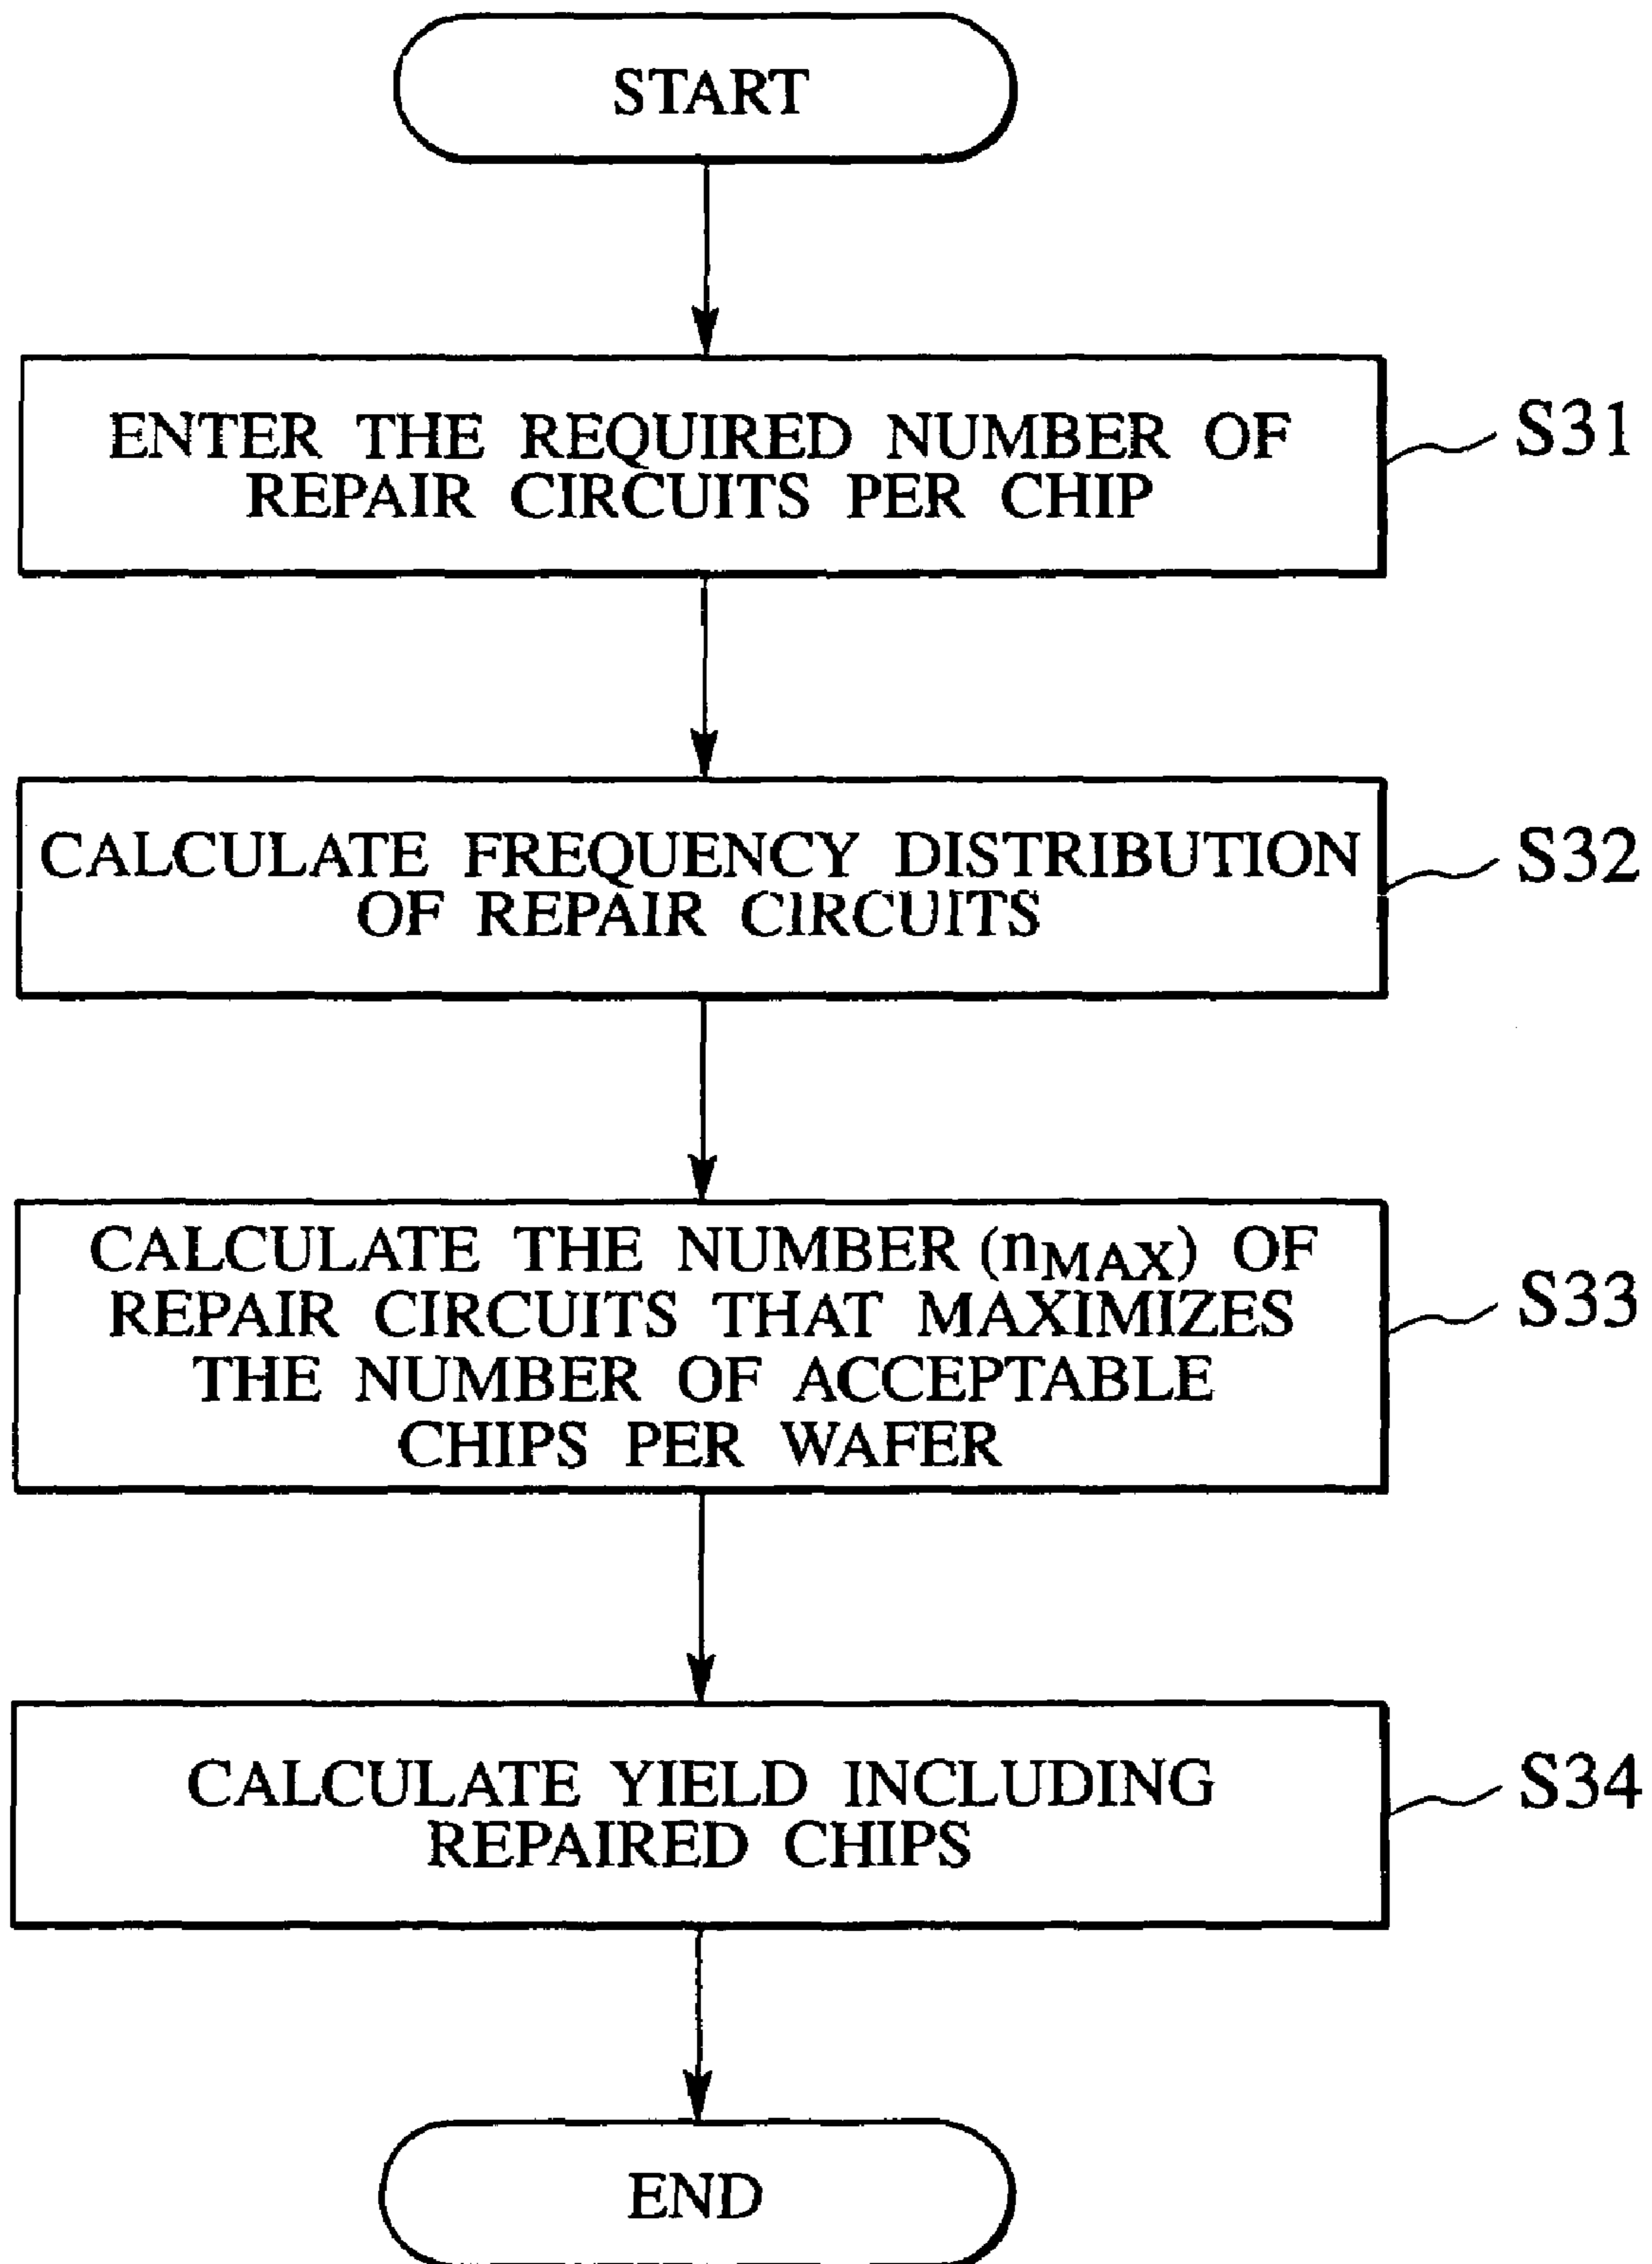 START
ENTER THE REQUIRED NUMBER OF
REPAIR CIRCUITS PER CHIP
S31
CALCULATE FREQUENCY DISTRIBUTION
OF REPAIR CIRCUITS
S32
CALCULATE THE NUMBER (nMAX) OF
REPAIR CIRCUITS THAT MAXIMIZES
THE NUMBER OF ACCEPTABLE
CHIPS PER WAFER
S33
CALCULATE YIELD INCLUDING
REPAIRED CHIPS
S34
END